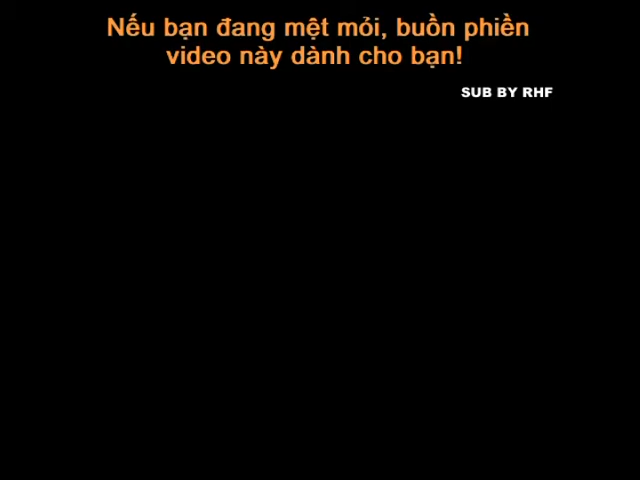 Nếu bạn đang mệt mỏi, buồn phiền
video này dành cho bạn!
SUB BY RHF